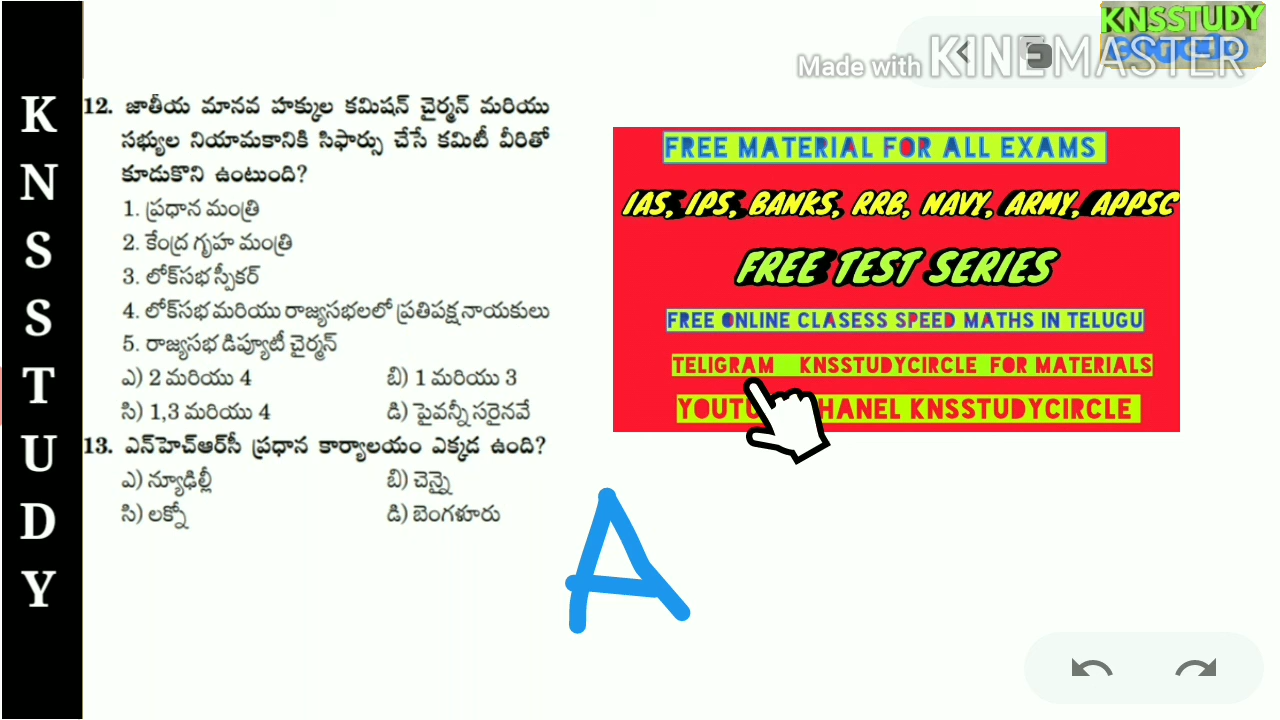 K
N
S
S
T
U
D
Y
12. జాతీయ మానవ హక్కుల కమిషన్ చైర్మన్ మరియు
సభ్యుల నియామకానికి సిఫార్సు చేసే కమిటీ వీరితో
కూడుకొని ఉంటుంది?
1. ప్రధాన మంత్రి
2. కేంద్ర గృహ మంత్రి
3. లోక్‌సభ స్పీకర్
4. లోక్‌సభ మరియు రాజ్యసభలలో ప్రతిపక్ష నాయకులు
5. రాజ్యసభ డిప్యూటీ చైర్మన్
ఎ) 2 మరియు 4 బి) 1 మరియు 3
సి) 1,3 మరియు 4 డి) పైవన్నీ సరైనవే
13. ఎన్‌హెచ్‌ఆర్‌సీ ప్రధాన కార్యాలయం ఎక్కడ ఉంది?
ఎ) న్యూఢిల్లీ బి) చెన్నై
సి) లక్నో డి) బెంగళూరు
A
KNSSTUDY
Made with KINEMASTER
FREE MATERIAL FOR ALL EXAMS
IAS, IPS, BANKS, RRB, NAVY, ARMY, APPSC
FREE TEST SERIES
FREE ONLINE CLASESS SPEED MATHS IN TELUGU
TELIGRAM KNSSTUDYCIRCLE FOR MATERIALS
KNSSTUDYCIRCLE